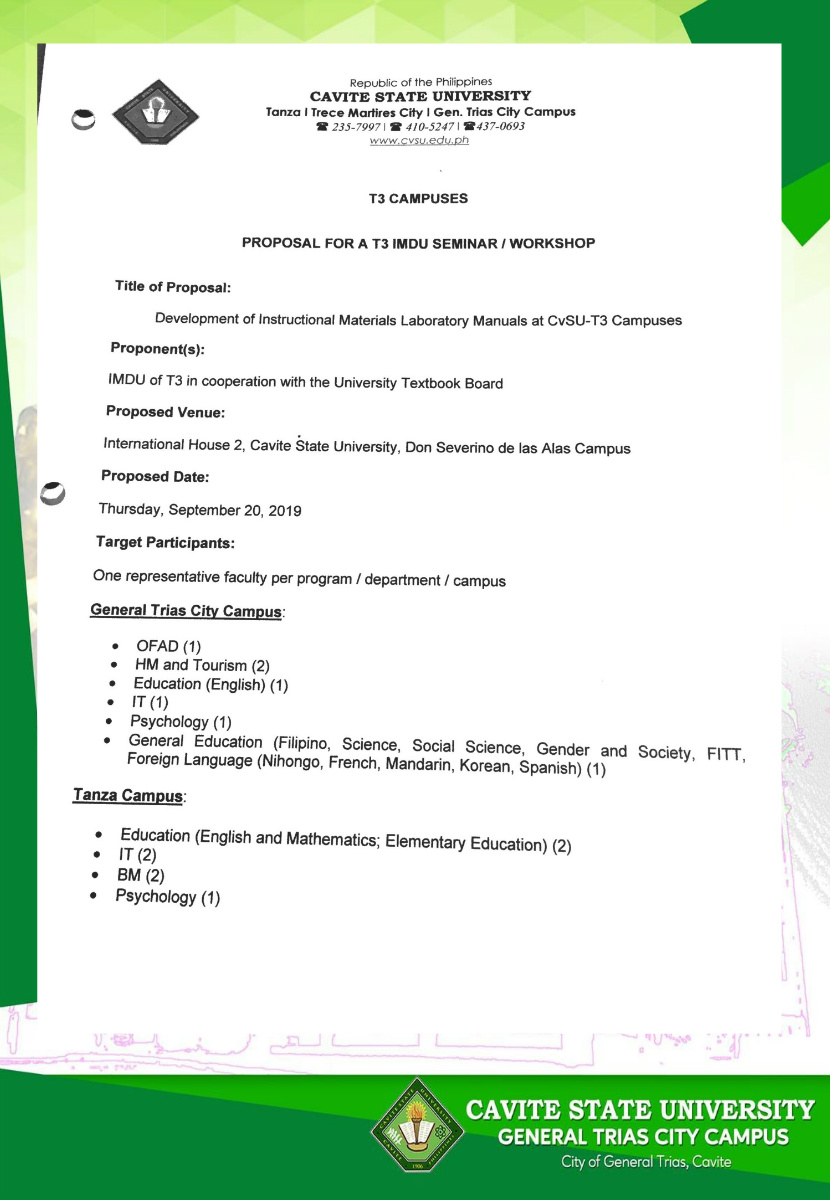 Republic of the Philippines
CAVITE STATE UNIVERSITY
Tanza I Trece Martires City I Gen. Trias City Campus
☎ 235-7997 I ☎ 410-5247 I ☎437-0693
www.cvsu.edu.ph
T3 CAMPUSES
PROPOSAL FOR A T3 IMDU SEMINAR / WORKSHOP
Title of Proposal:
Development of Instructional Materials Laboratory Manuals at CvSU-T3 Campuses
Proponent(s):
IMDU of T3 in cooperation with the University Textbook Board
Proposed Venue:
International House 2, Cavite State University, Don Severino de las Alas Campus
Proposed Date:
Thursday, September 20, 2019
Target Participants:
One representative faculty per program / department / campus
General Trias City Campus:
• OFAD (1)
• HM and Tourism (2)
• Education (English) (1)
• IT (1)
• Psychology (1)
• General Education (Filipino, Science, Social Science, Gender and Society, FITT,
Foreign Language (Nihongo, French, Mandarin, Korean, Spanish) (1)
Tanza Campus:
• Education (English and Mathematics; Elementary Education) (2)
• IT (2)
• BM (2)
• Psychology (1)
CAVITE STATE UNIVERSITY
GENERAL TRIAS CITY CAMPUS
City of General Trias, Cavite
CAVITE STATE UNIVERSITY
CAVITE PHILIPPINES
1906